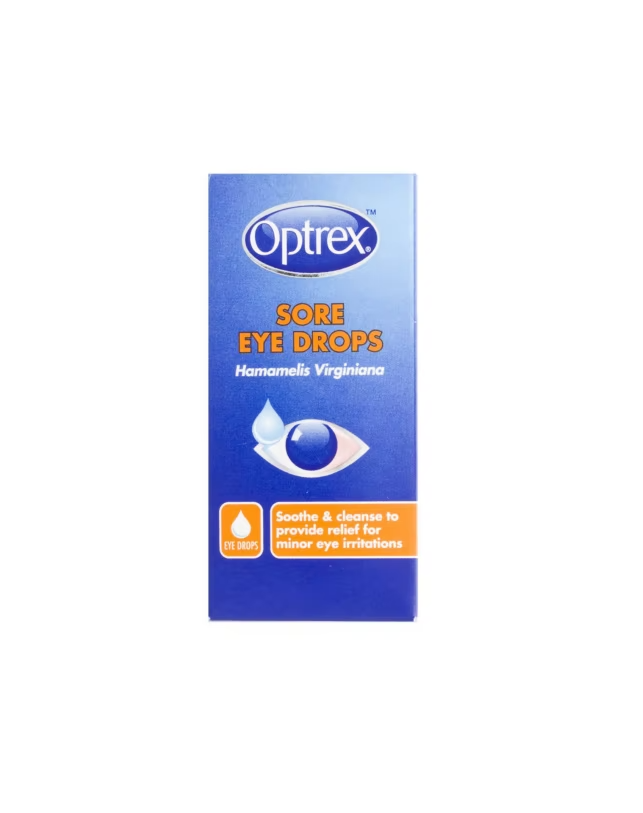 Optrex®
™
SORE
EYE DROPS
Hamamelis Virginiana
EYE DROPS
Soothe & cleanse to
provide relief for
minor eye irritations